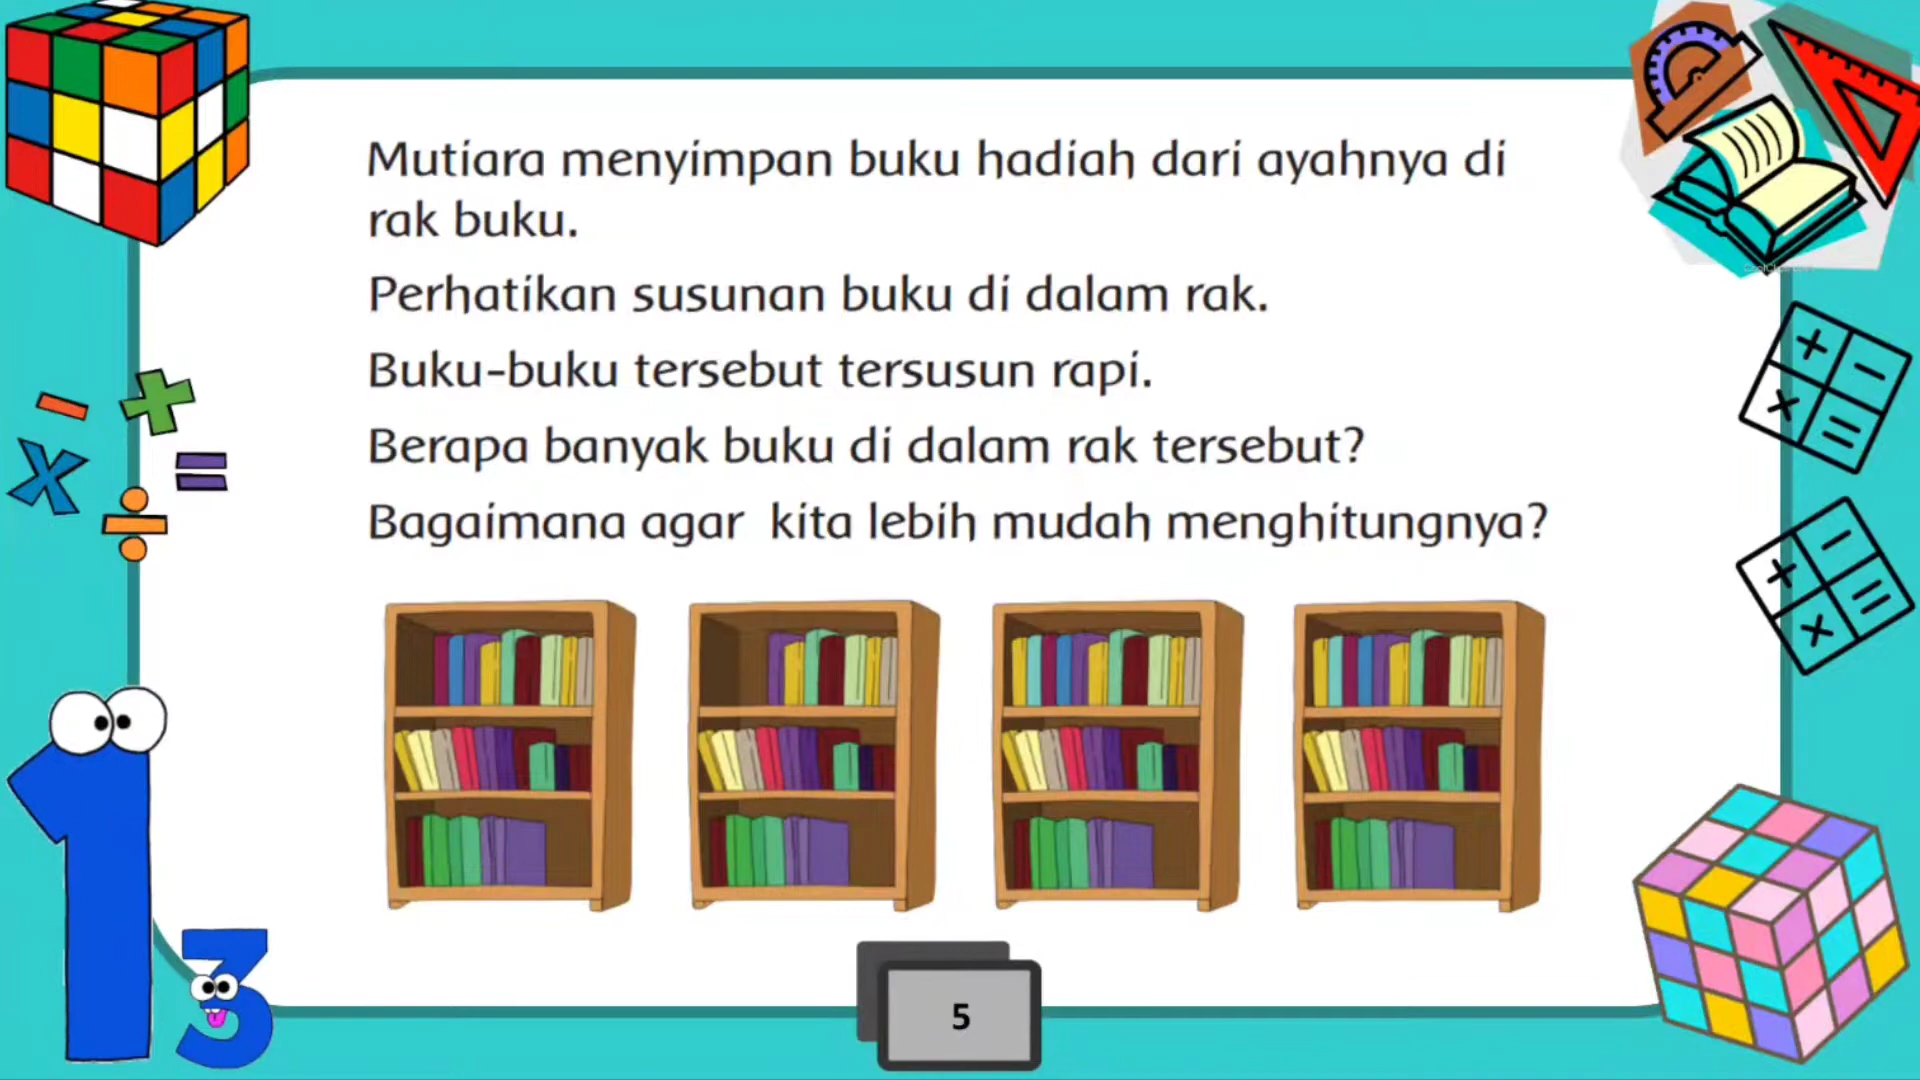 Mutiara menyimpan buku hadiah dari ayahnya di
rak buku.
Perhatikan susunan buku di dalam rak.
Buku-buku tersebut tersusun rapi.
Berapa banyak buku di dalam rak tersebut?
Bagaimana agar kita lebih mudah menghitungnya?
5